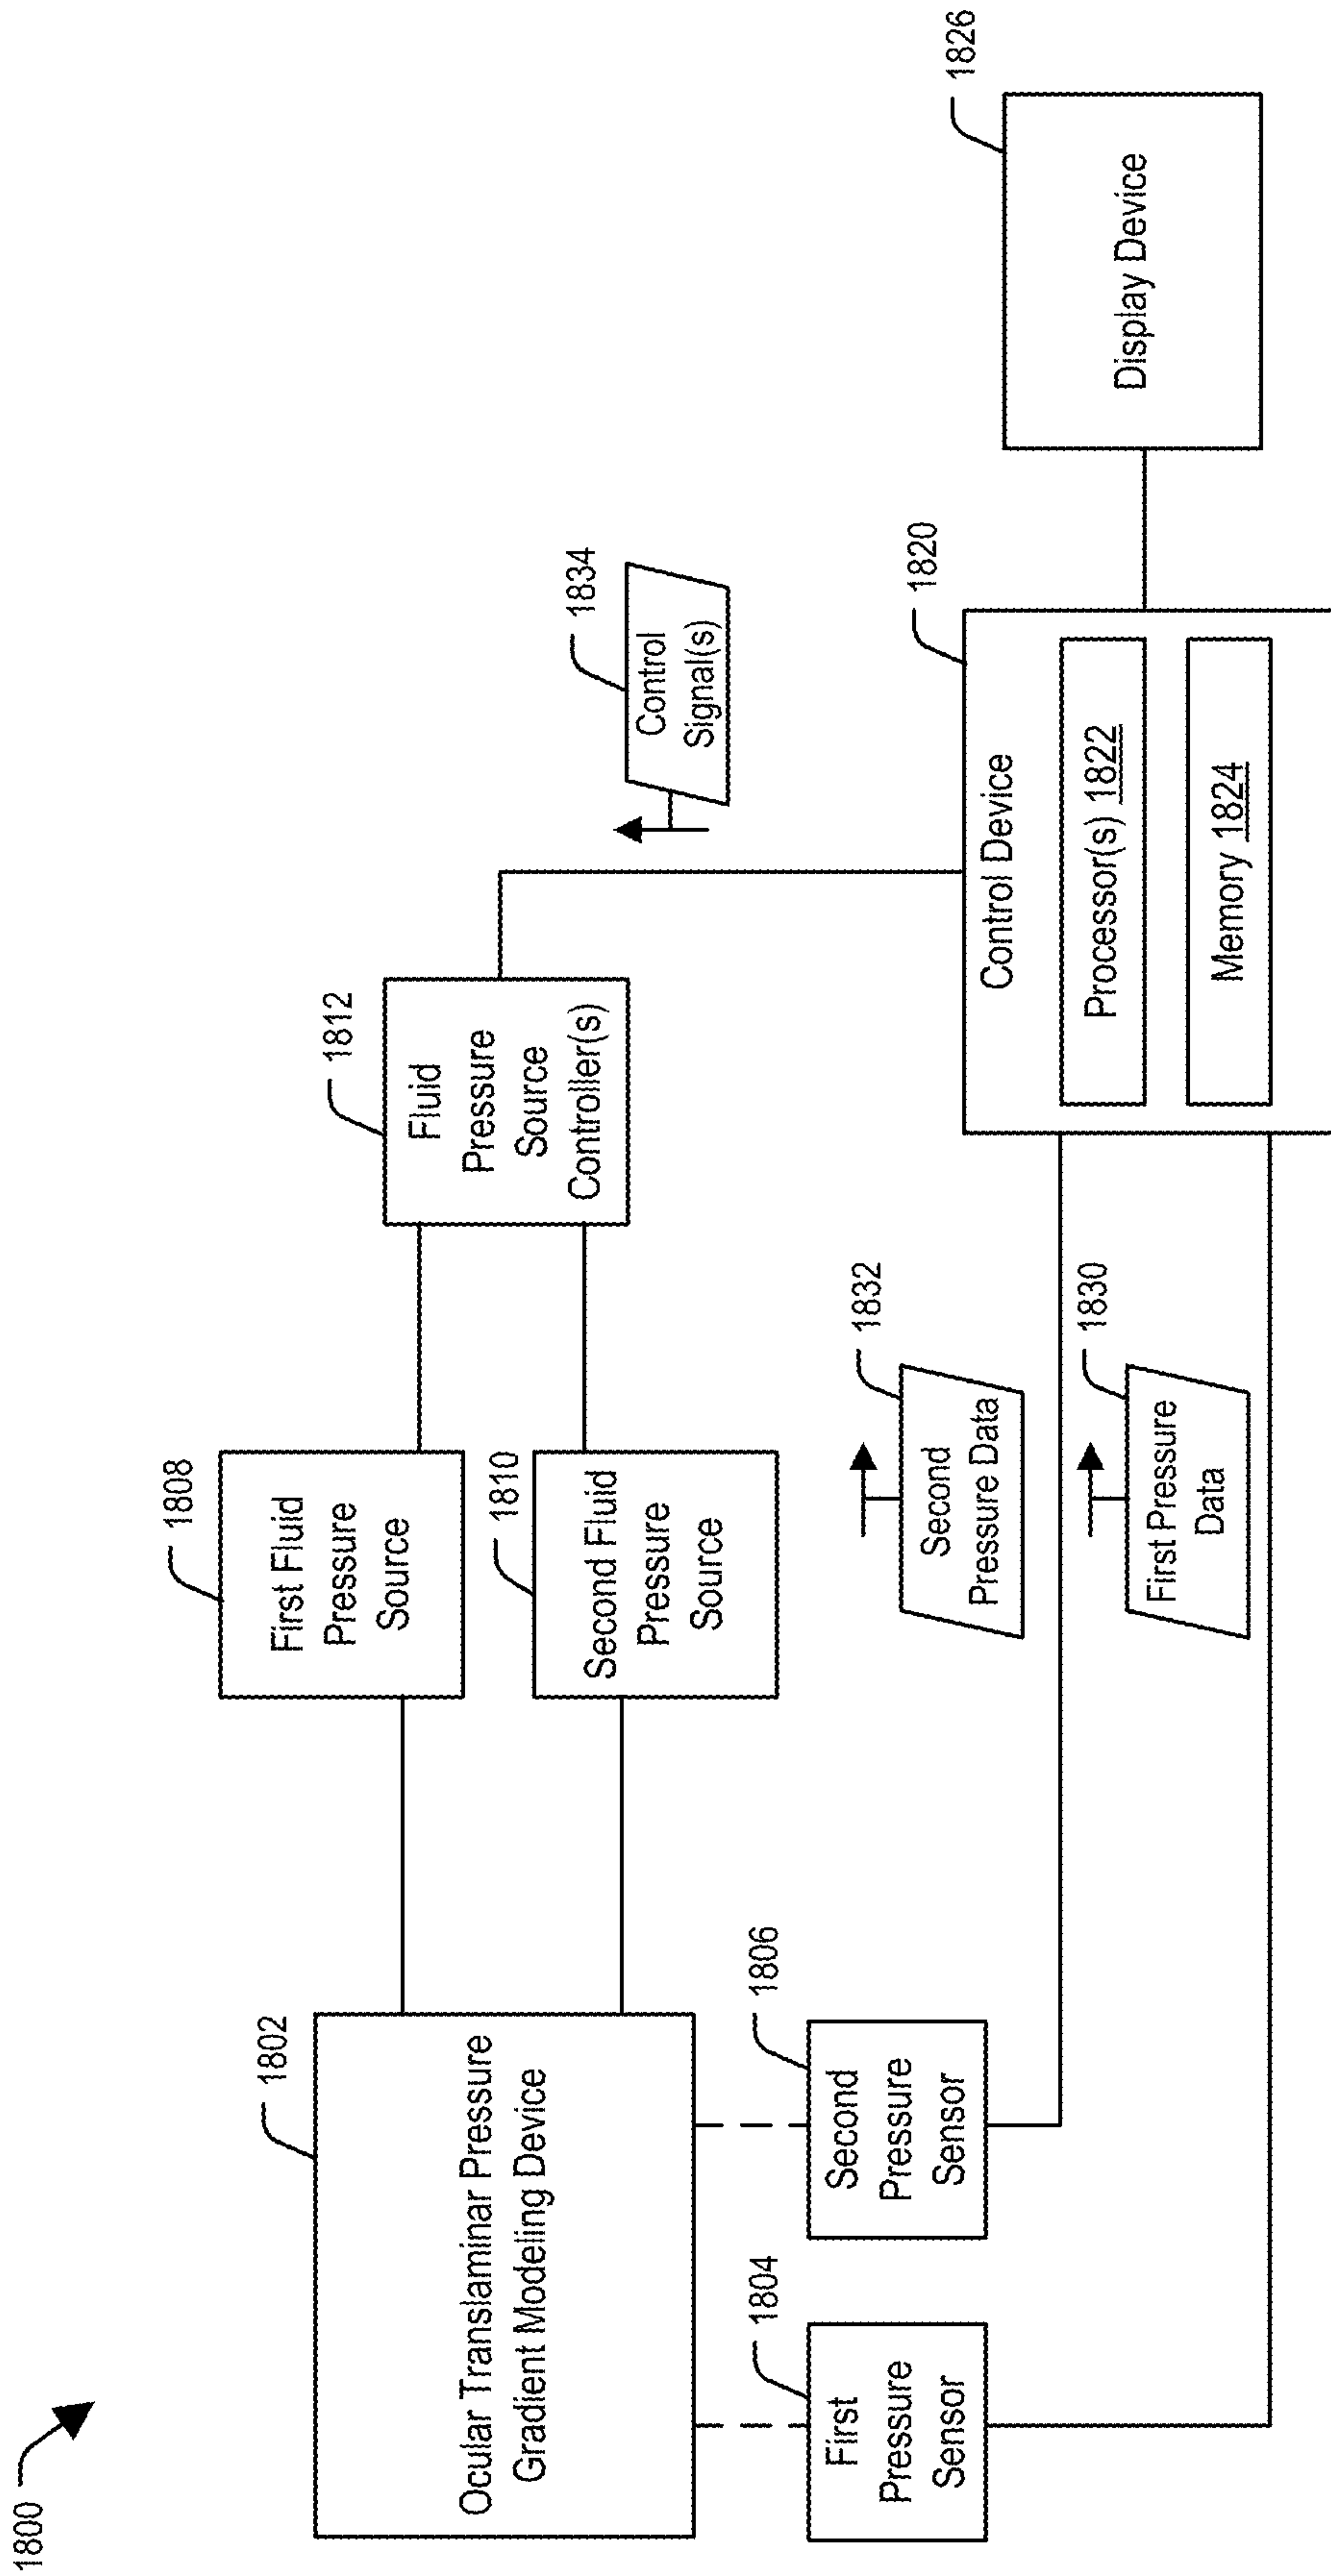 1800
1802
Ocular Translaminar Pressure
Gradient Modeling Device
1808
First Fluid
Pressure
Source
1810
Second Fluid
Pressure
Source
1812
Fluid
Pressure
Source
Controller(s)
1834
Control
Signal(s)
1804
First
Pressure
Sensor
1806
Second
Pressure
Sensor
1832
Second
Pressure Data
1830
First Pressure
Data
1820
Control Device
Processor(s) 1822
Memory 1824
1826
Display Device